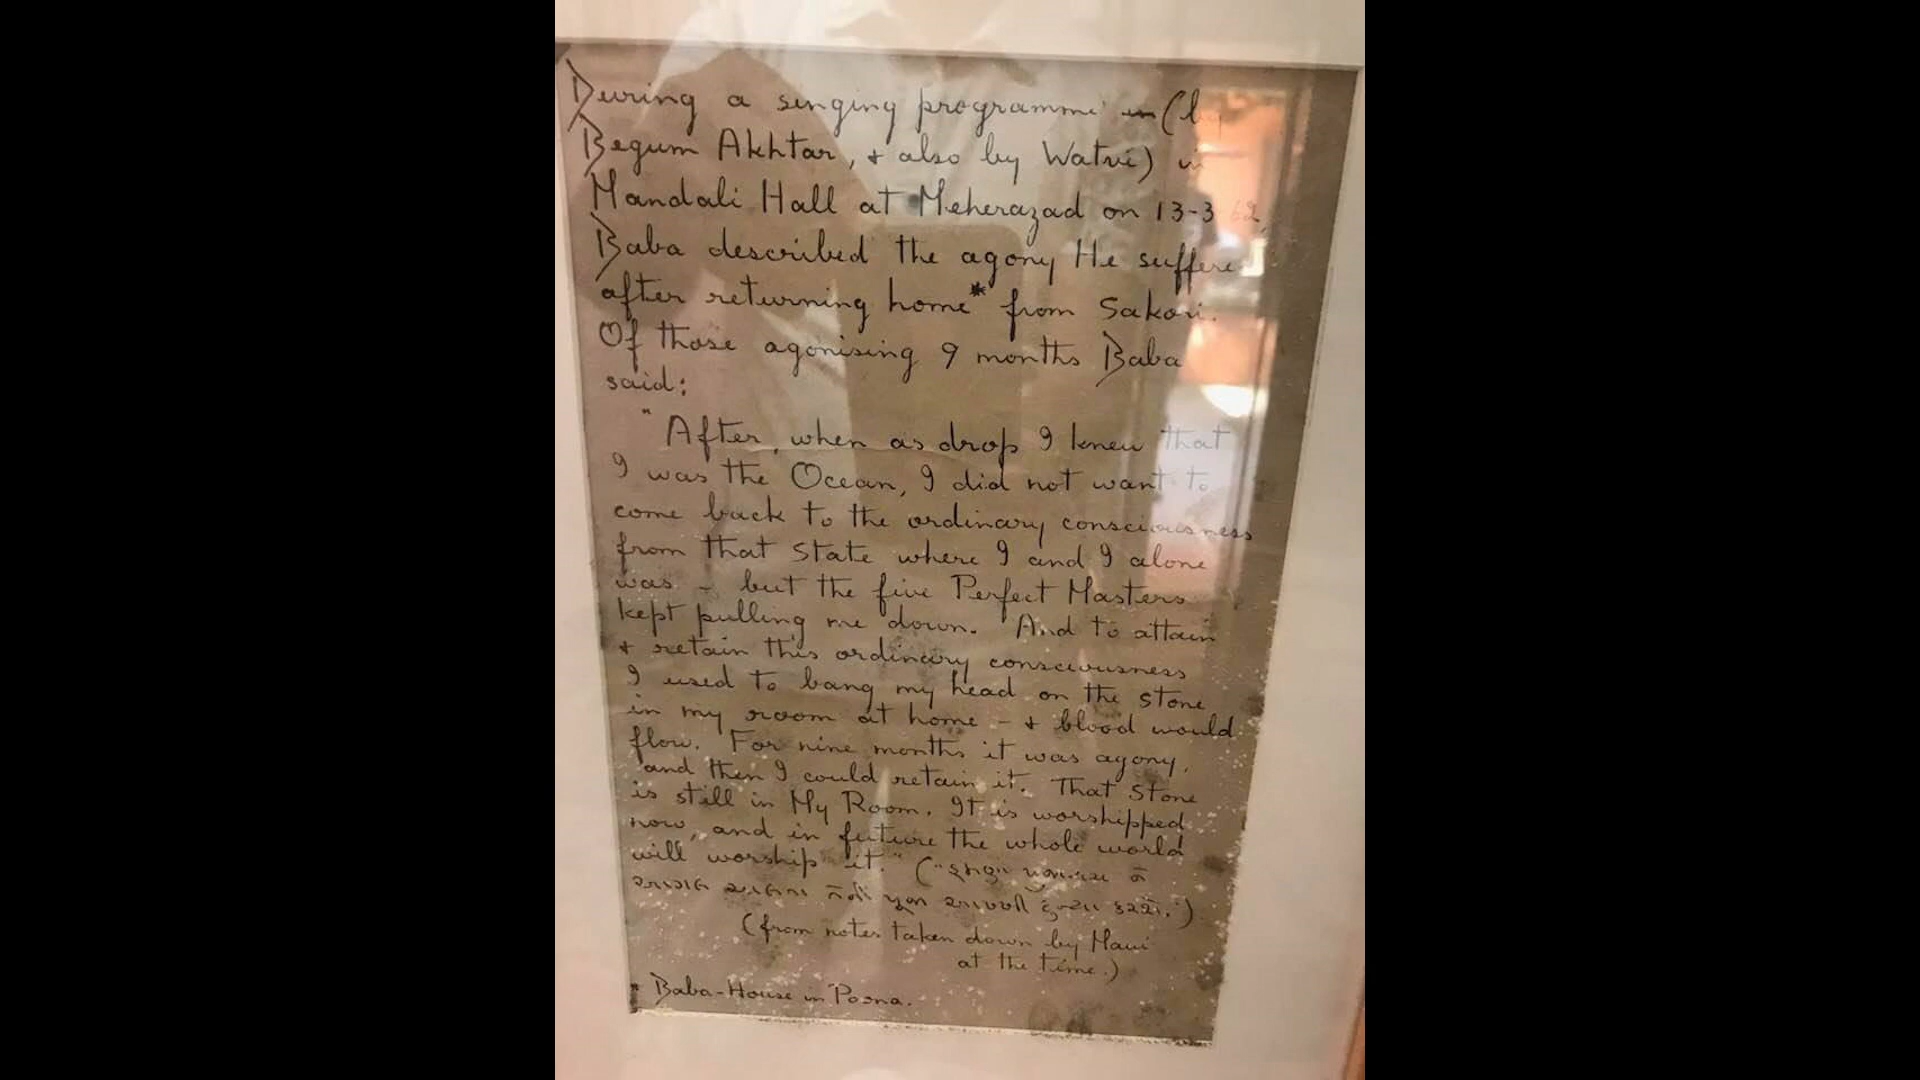 During a singing programme in (by
Begum Akhtar, + also by Watve) in
Mandali Hall at Meherazad on 13-3-62,
Baba described the agony He suffered
after returning home* from Sakori.
Of those agonising 9 months Baba
said:
"After, when as drop I knew that
I was the Ocean, I did not want to
come back to the ordinary consciousness
from that state where I and I alone
was - but the five Perfect Masters
kept pulling me down. And to attain
+ retain this ordinary consciousness
I used to bang my head on the stone
in my room at home - + blood would
flow. For nine months it was agony,
and then I could retain it. That stone
is still in My Room. It is worshipped
now, and in future the whole world
will worship it." ("હમણા
(from notes taken down by Mani
at the time.)
* Baba-House in Poona.